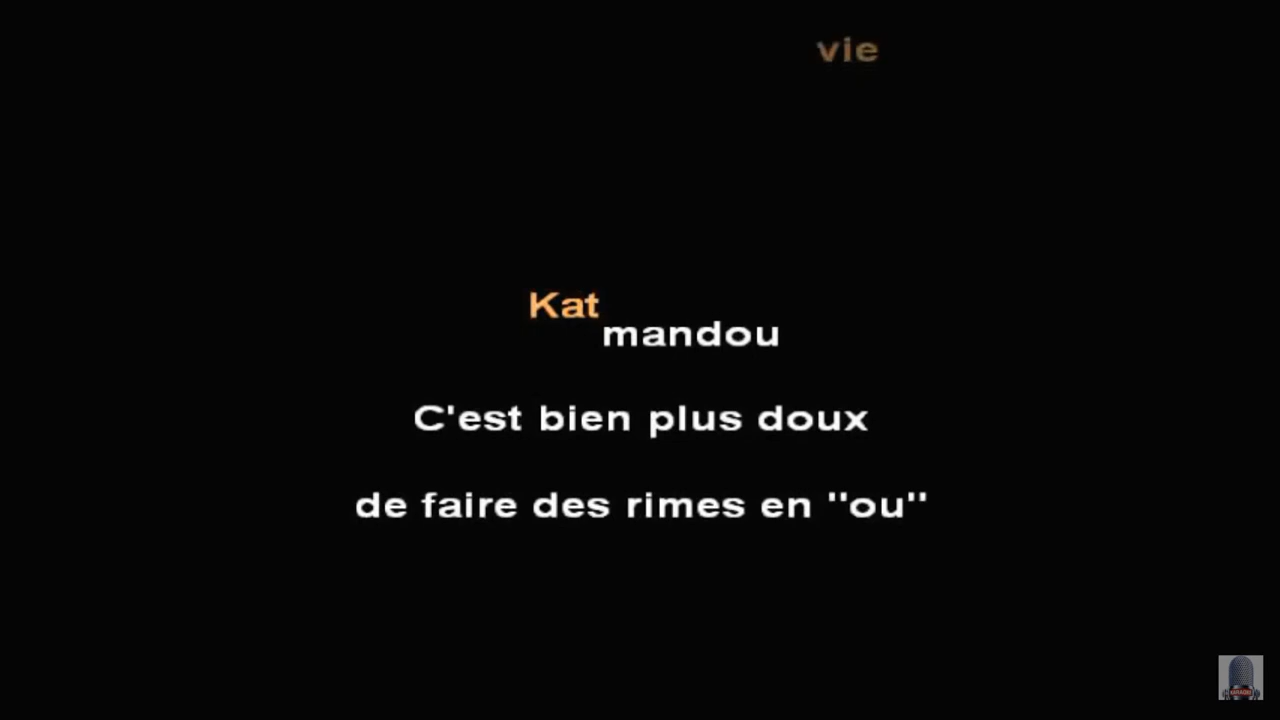 vie
Kat
mandou
C'est bien plus doux
de faire des rimes en "ou"